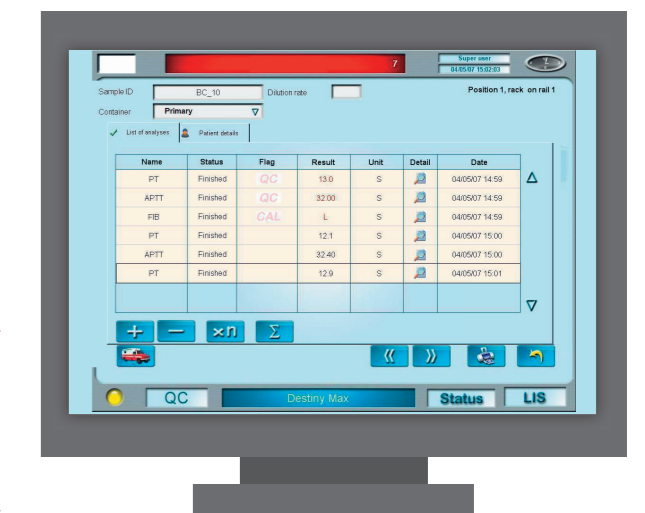 7
Super user
04/05/07 15:02:03
Sample ID BC_10 Dilution rate Position 1, rack on rail 1
Container Primary
List of analyses Patient details
Name Status Flag Result Unit Detail Date
PT Finished QC 13.0 S 04/05/07 14:59
APTT Finished QC 32.00 S 04/05/07 14:59
FIB Finished CAL L S 04/05/07 14:59
PT Finished 12.1 S 04/05/07 15:00
APTT Finished 32.40 S 04/05/07 15:00
PT Finished 12.9 S 04/05/07 15:01
+ − ×n Σ
《 》
QC Destiny Max Status LIS